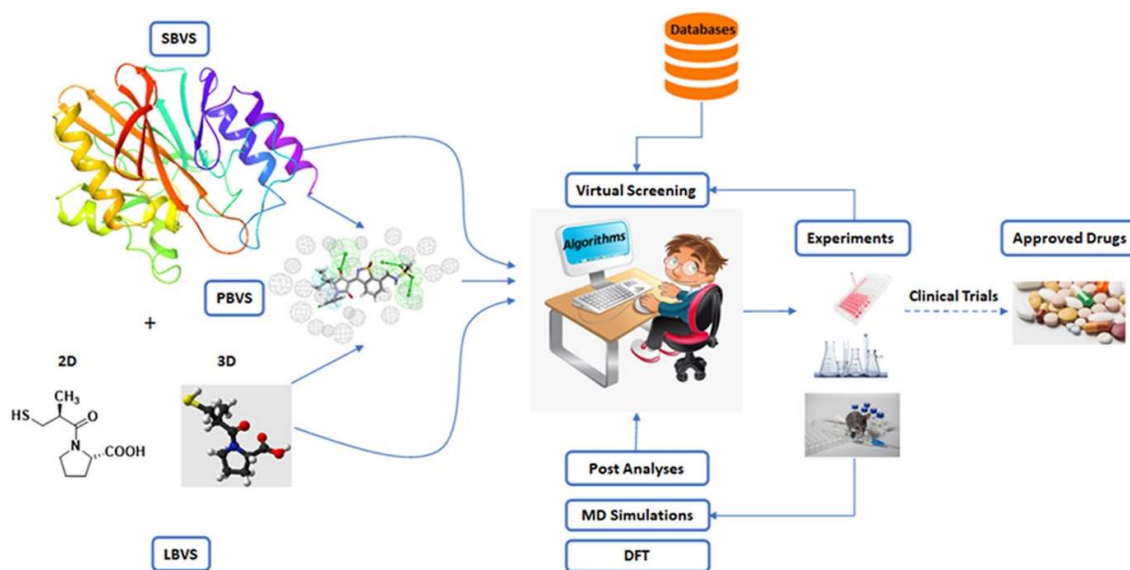 SBVS
Databases
Virtual Screening
Algorithms
Experiments
Approved Drugs
PBVS
Clinical Trials
+
2D
3D
CH₃
HS
O
N
COOH
Post Analyses
MD Simulations
DFT
LBVS